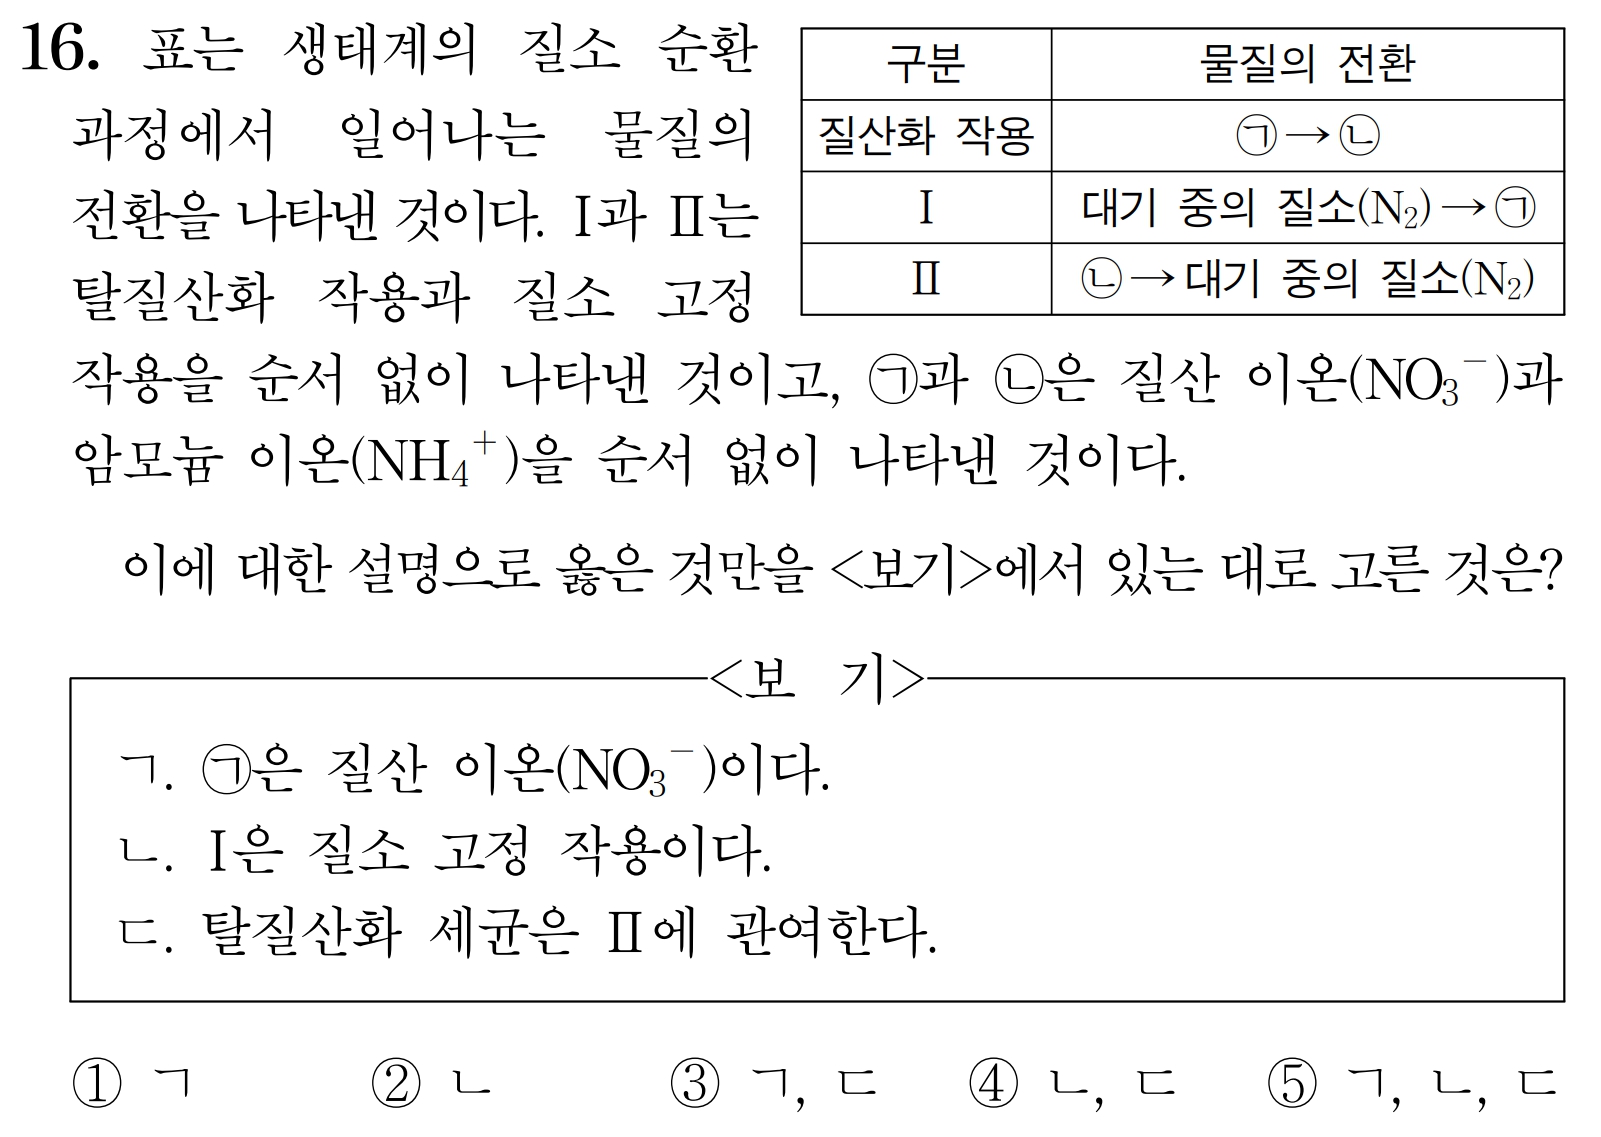 16. 표는 생태계의 질소 순환
과정에서 일어나는 물질의
전환을 나타낸 것이다. Ⅰ과 Ⅱ는
탈질산화 작용과 질소 고정
구분 물질의 전환
질산화 작용 ㉠→㉡
Ⅰ 대기 중의 질소(N₂)→㉠
Ⅱ ㉡→대기 중의 질소(N₂)
작용을 순서 없이 나타낸 것이고, ㉠과 ㉡은 질산 이온(NO₃⁻)과
암모늄 이온(NH₄⁺)을 순서 없이 나타낸 것이다.
이에 대한 설명으로 옳은 것만을 <보기>에서 있는 대로 고른 것은?
<보 기>
ㄱ. ㉠은 질산 이온(NO₃⁻)이다.
ㄴ. Ⅰ은 질소 고정 작용이다.
ㄷ. 탈질산화 세균은 Ⅱ에 관여한다.
① ㄱ ② ㄴ ③ ㄱ, ㄷ ④ ㄴ, ㄷ ⑤ ㄱ, ㄴ, ㄷ